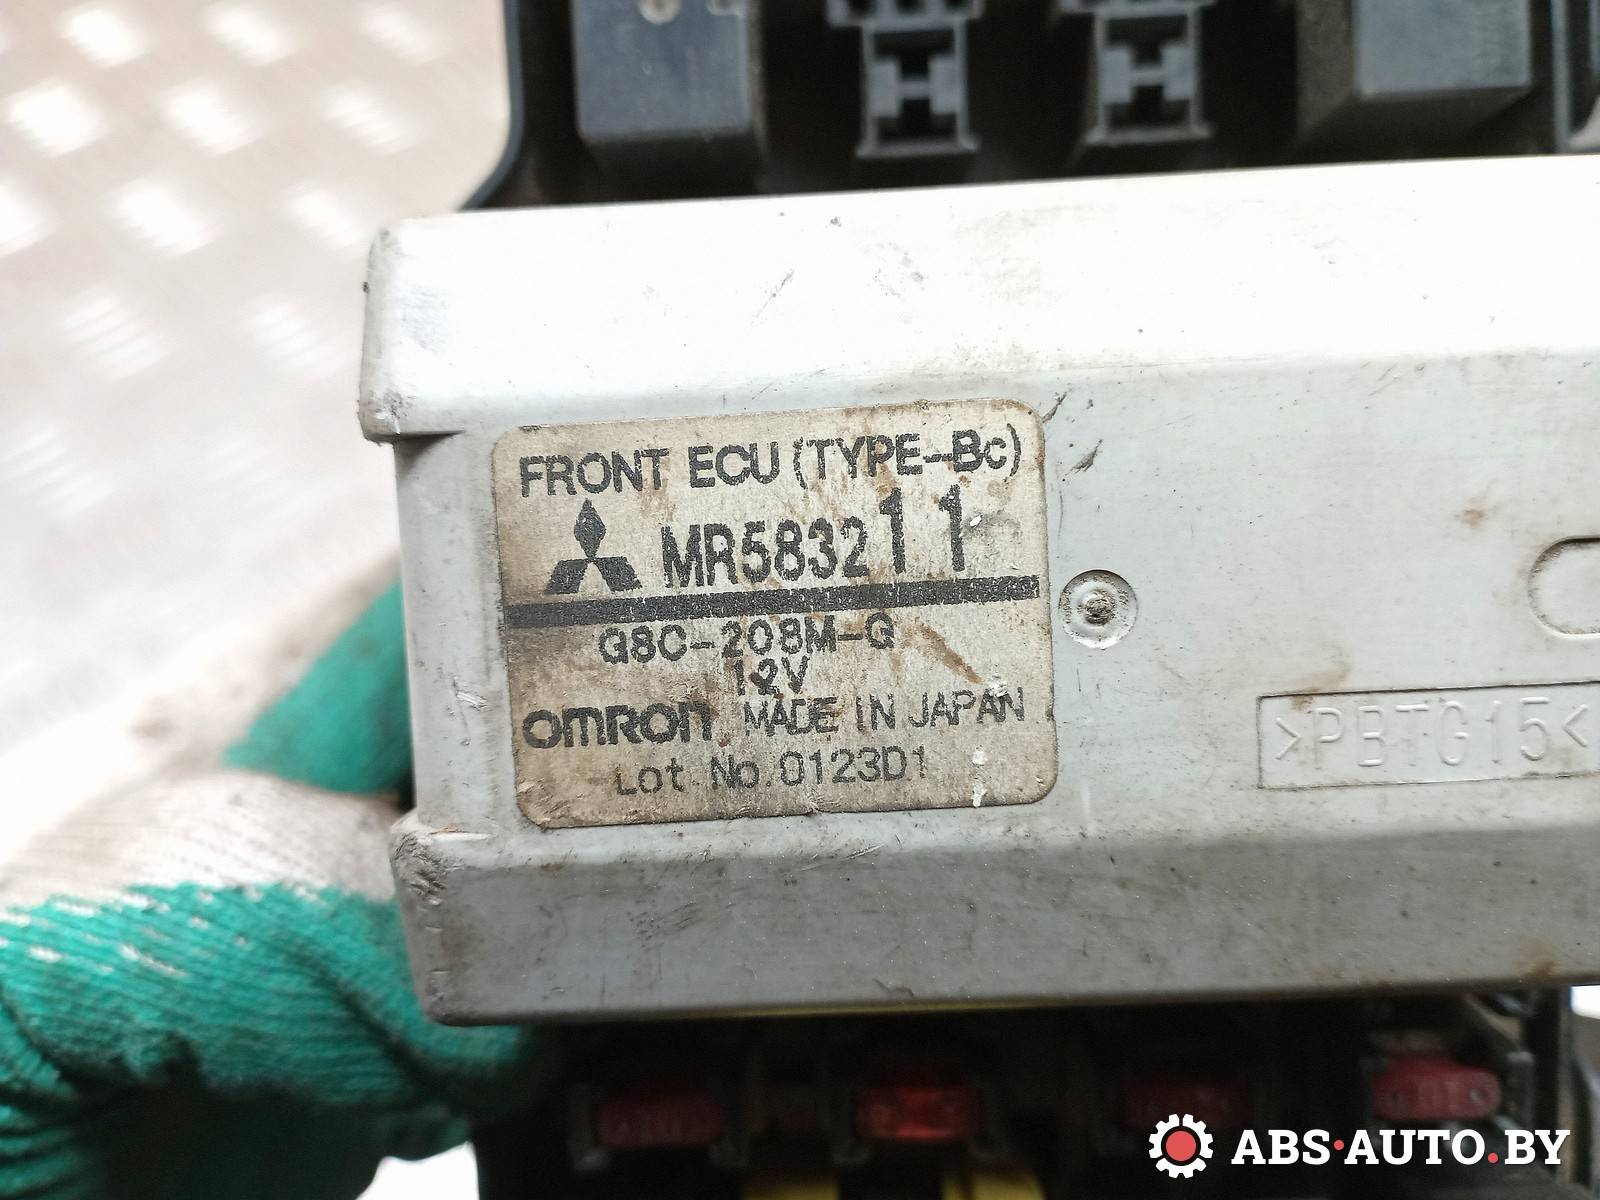 FRONT ECU (TYPE-Bc)
MR583211
G8C-208M-G
12V
omron MADE IN JAPAN
Lot No. 0123D1
>PBTG15<
10
ABS·AUTO.BY